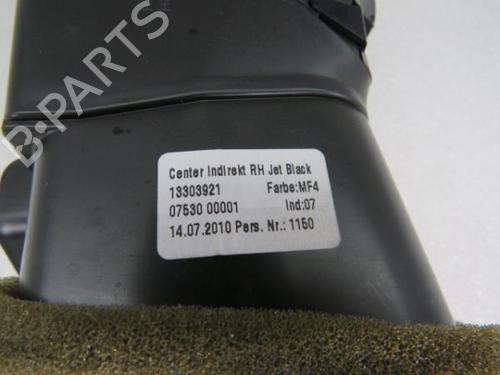 B-PARTS
Center Indirekt RH Jet Black
13303921 Farbe:MF4
07530 00001 Ind:07
14.07.2010 Pers. Nr.: 1150